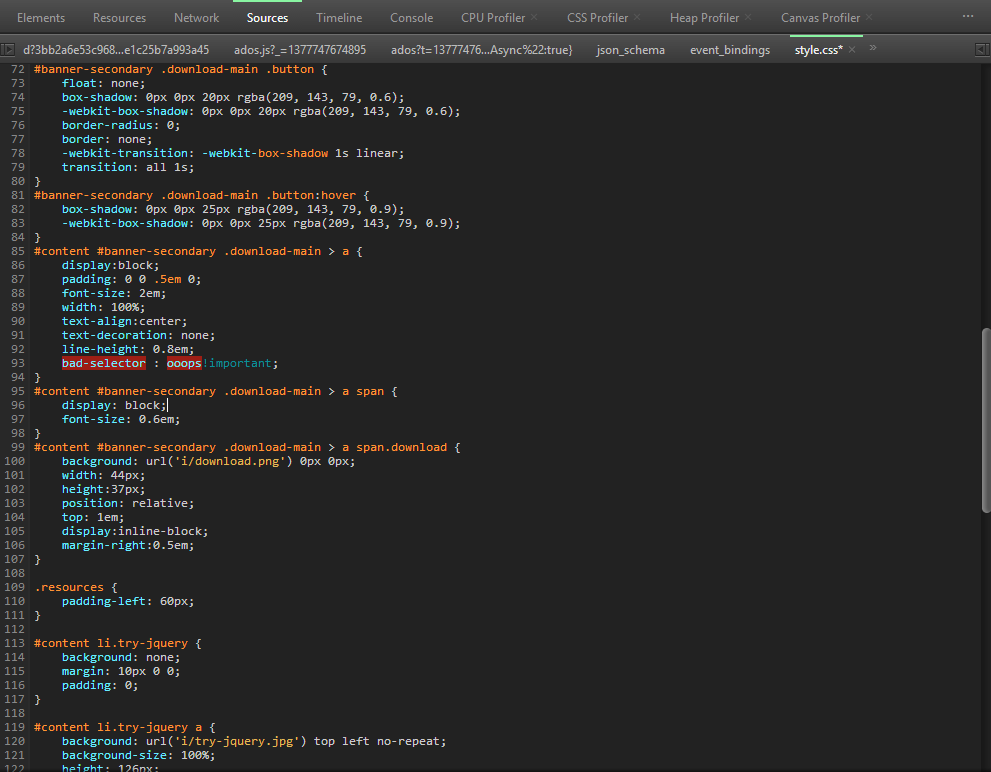 Elements Resources Network Sources Timeline Console CPU Profiler × CSS Profiler × Heap Profiler × Canvas Profiler × ...
d?3bb2a6e53c968...e1c25b7a993a45 ados.js?_=1377747674895 ados?t=13777476...Async%22:true} json_schema event_bindings style.css* × »
72 #banner-secondary .download-main .button {
73 float: none;
74 box-shadow: 0px 0px 20px rgba(209, 143, 79, 0.6);
75 -webkit-box-shadow: 0px 0px 20px rgba(209, 143, 79, 0.6);
76 border-radius: 0;
77 border: none;
78 -webkit-transition: -webkit-box-shadow 1s linear;
79 transition: all 1s;
80 }
81 #banner-secondary .download-main .button:hover {
82 box-shadow: 0px 0px 25px rgba(209, 143, 79, 0.9);
83 -webkit-box-shadow: 0px 0px 25px rgba(209, 143, 79, 0.9);
84 }
85 #content #banner-secondary .download-main > a {
86 display:block;
87 padding: 0 0 .5em 0;
88 font-size: 2em;
89 width: 100%;
90 text-align:center;
91 text-decoration: none;
92 line-height: 0.8em;
93 bad-selector : ooops!important;
94 }
95 #content #banner-secondary .download-main > a span {
96 display: block;
97 font-size: 0.6em;
98 }
99 #content #banner-secondary .download-main > a span.download {
100 background: url('i/download.png') 0px 0px;
101 width: 44px;
102 height:37px;
103 position: relative;
104 top: 1em;
105 display:inline-block;
106 margin-right:0.5em;
107 }
108
109 .resources {
110 padding-left: 60px;
111 }
112
113 #content li.try-jquery {
114 background: none;
115 margin: 10px 0 0;
116 padding: 0;
117 }
118
119 #content li.try-jquery a {
120 background: url('i/try-jquery.jpg') top left no-repeat;
121 background-size: 100%;
122 height: 126px;